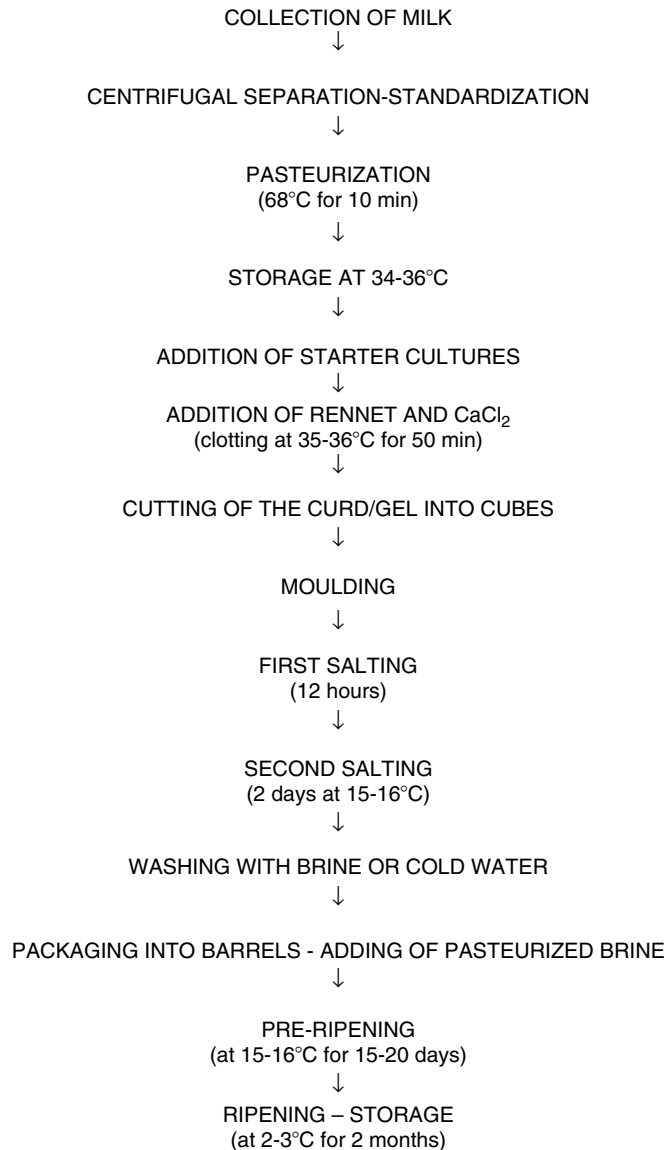 COLLECTION OF MILK
↓
CENTRIFUGAL SEPARATION-STANDARDIZATION
↓
PASTEURIZATION
(68°C for 10 min)
↓
STORAGE AT 34-36°C
↓
ADDITION OF STARTER CULTURES
↓
ADDITION OF RENNET AND CaCl₂
(clotting at 35-36°C for 50 min)
↓
CUTTING OF THE CURD/GEL INTO CUBES
↓
MOULDING
↓
FIRST SALTING
(12 hours)
↓
SECOND SALTING
(2 days at 15-16°C)
↓
WASHING WITH BRINE OR COLD WATER
↓
PACKAGING INTO BARRELS - ADDING OF PASTEURIZED BRINE
↓
PRE-RIPENING
(at 15-16°C for 15-20 days)
↓
RIPENING – STORAGE
(at 2-3°C for 2 months)